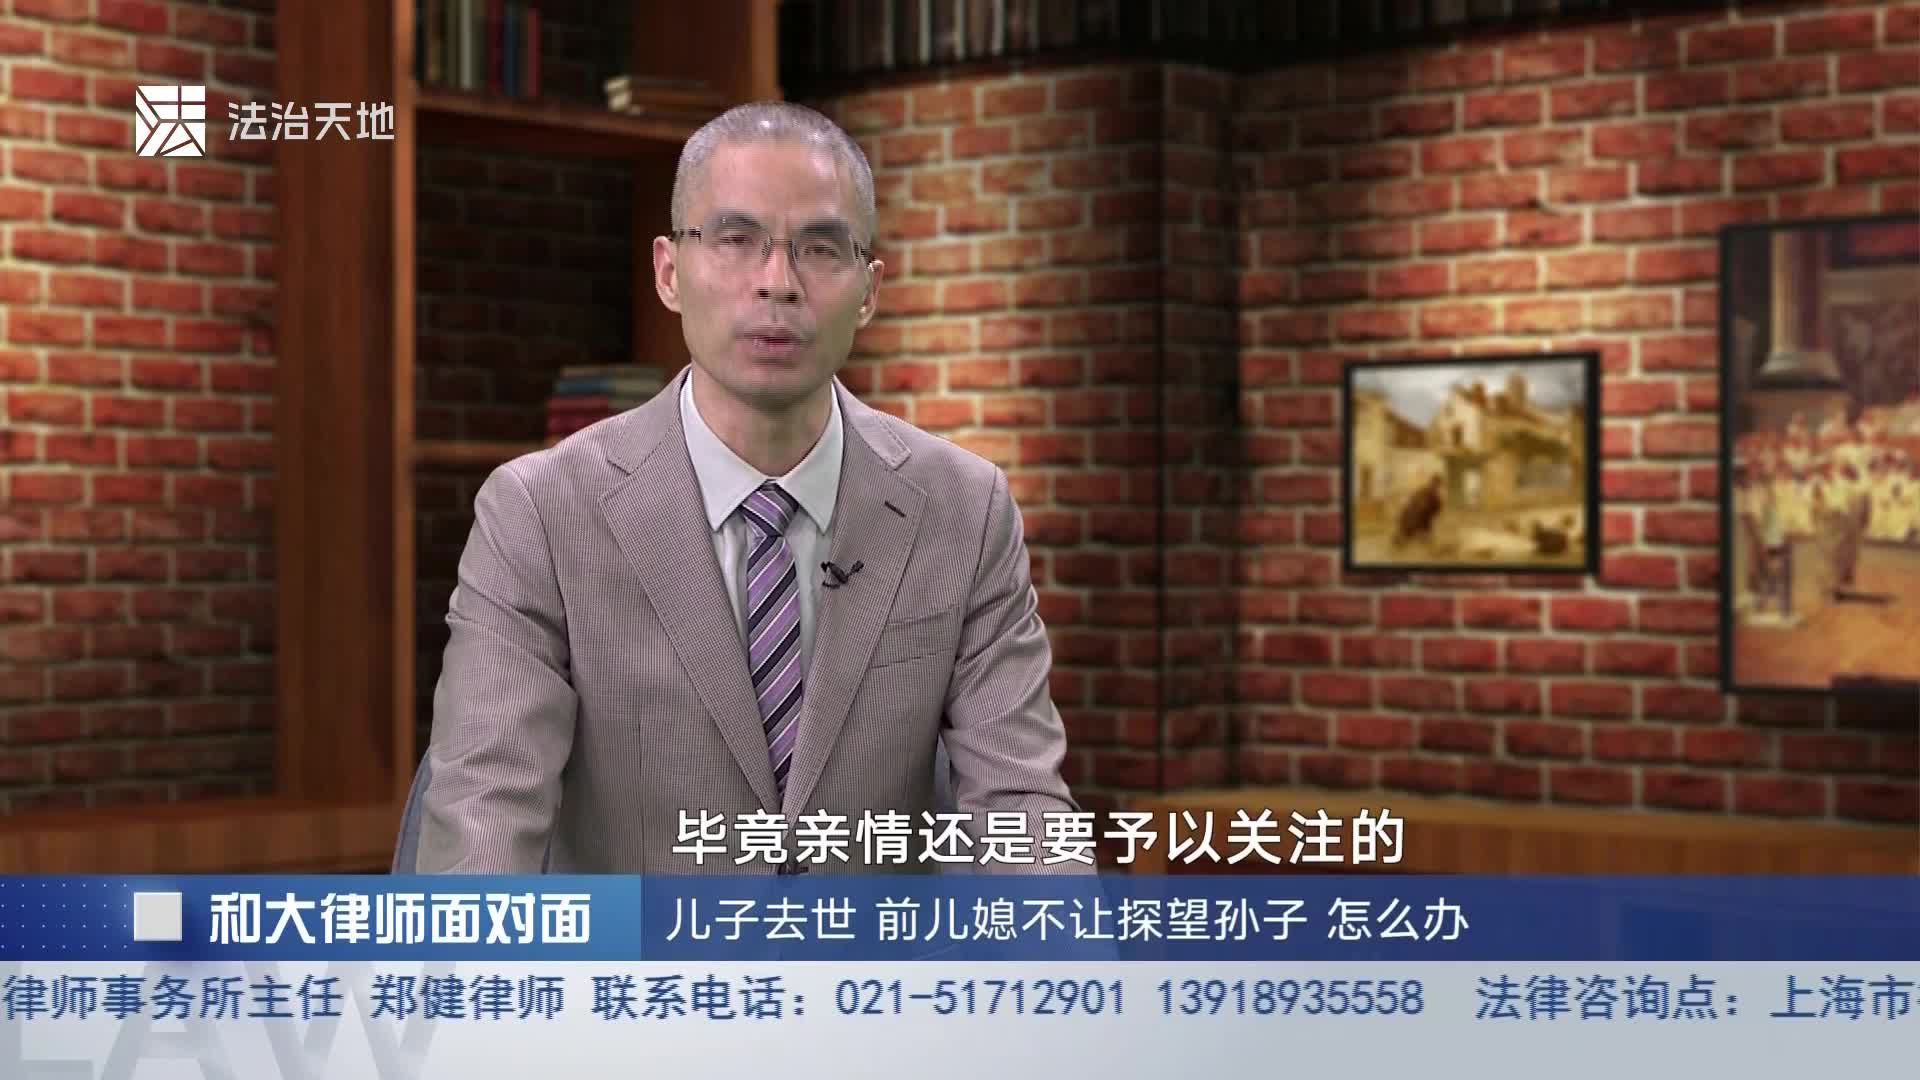 法治天地
毕竟亲情还是要予以关注的
和大律师面对面
儿子去世 前儿媳不让探望孙子 怎么办
律师事务所主任 郑健律师 联系电话：021-51712901 13918935558 法律咨询点：上海市
LAW